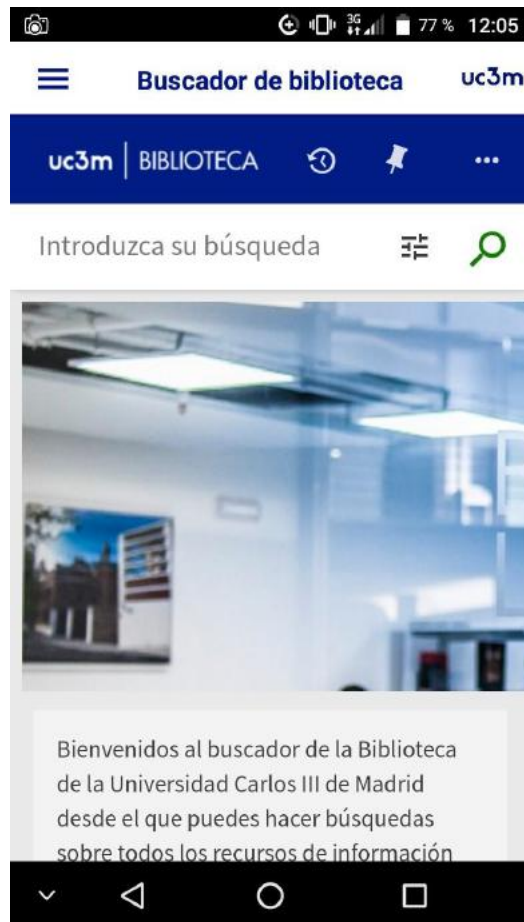 3G 77 % 12:05
Buscador de biblioteca uc3m
uc3m | BIBLIOTECA
Introduzca su búsqueda
Bienvenidos al buscador de la Biblioteca
de la Universidad Carlos III de Madrid
desde el que puedes hacer búsquedas
sobre todos los recursos de información